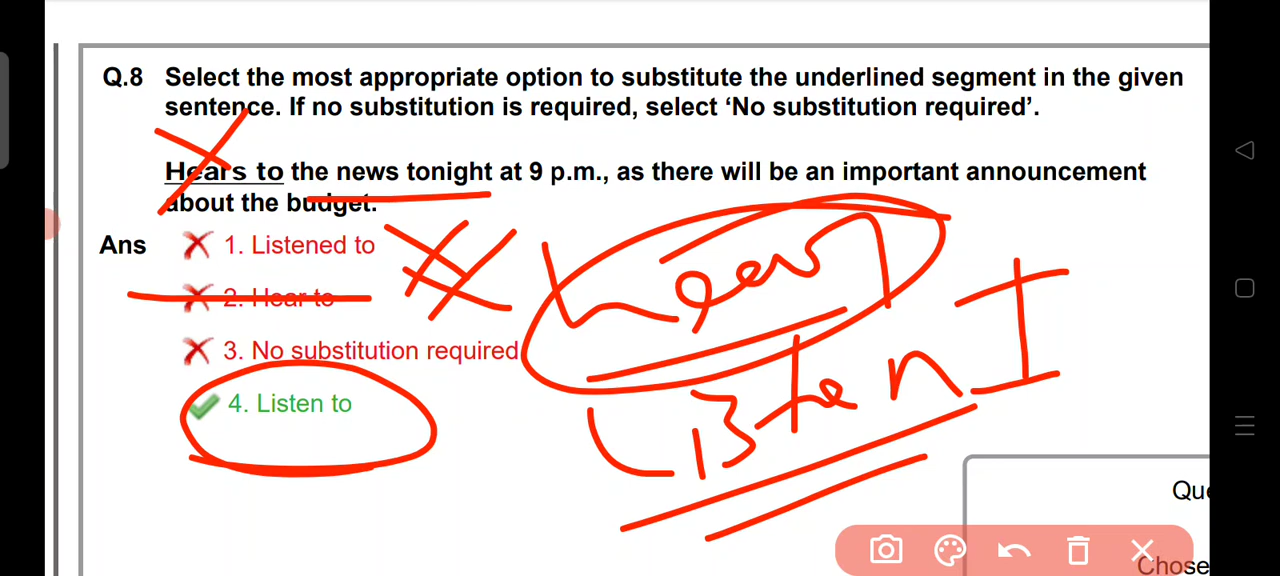 Q.8 Select the most appropriate option to substitute the underlined segment in the given
sentence. If no substitution is required, select ‘No substitution required’.
Hears to the news tonight at 9 p.m., as there will be an important announcement
about the budget.
Ans 1. Listened to
2. Hear to
3. No substitution required
4. Listen to
hear
Listen I
Que
Chose